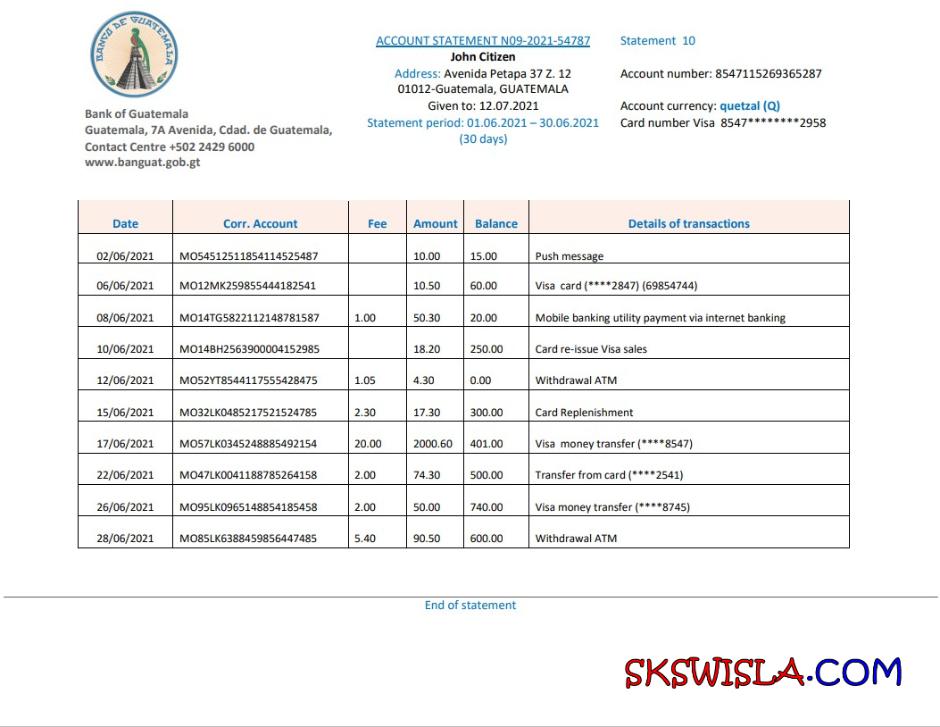 BANCO DE GUATEMALA
Bank of Guatemala
Guatemala, 7A Avenida, Cdad. de Guatemala,
Contact Centre +502 2429 6000
www.banguat.gob.gt
ACCOUNT STATEMENT N09-2021-54787
John Citizen
Address: Avenida Petapa 37 Z. 12
01012-Guatemala, GUATEMALA
Given to: 12.07.2021
Statement period: 01.06.2021 – 30.06.2021
(30 days)
Statement 10
Account number: 8547115269365287
Account currency: quetzal (Q)
Card number Visa 8547********2958
Date Corr. Account Fee Amount Balance Details of transactions
02/06/2021 MO54512511854114525487 10.00 15.00 Push message
06/06/2021 MO12MK259855444182541 10.50 60.00 Visa card (****2847) (69854744)
08/06/2021 MO14TG5822112148781587 1.00 50.30 20.00 Mobile banking utility payment via internet banking
10/06/2021 MO14BH2563900004152985 18.20 250.00 Card re-issue Visa sales
12/06/2021 MO52YT8544117555428475 1.05 4.30 0.00 Withdrawal ATM
15/06/2021 MO32LK0485217521524785 2.30 17.30 300.00 Card Replenishment
17/06/2021 MO57LK0345248885492154 20.00 2000.60 401.00 Visa money transfer (****8547)
22/06/2021 MO47LK0041188785264158 2.00 74.30 500.00 Transfer from card (****2541)
26/06/2021 MO95LK0965148854185458 2.00 50.00 740.00 Visa money transfer (****8745)
28/06/2021 MO85LK6388459856447485 5.40 90.50 600.00 Withdrawal ATM
End of statement
SKSWISLA.COM